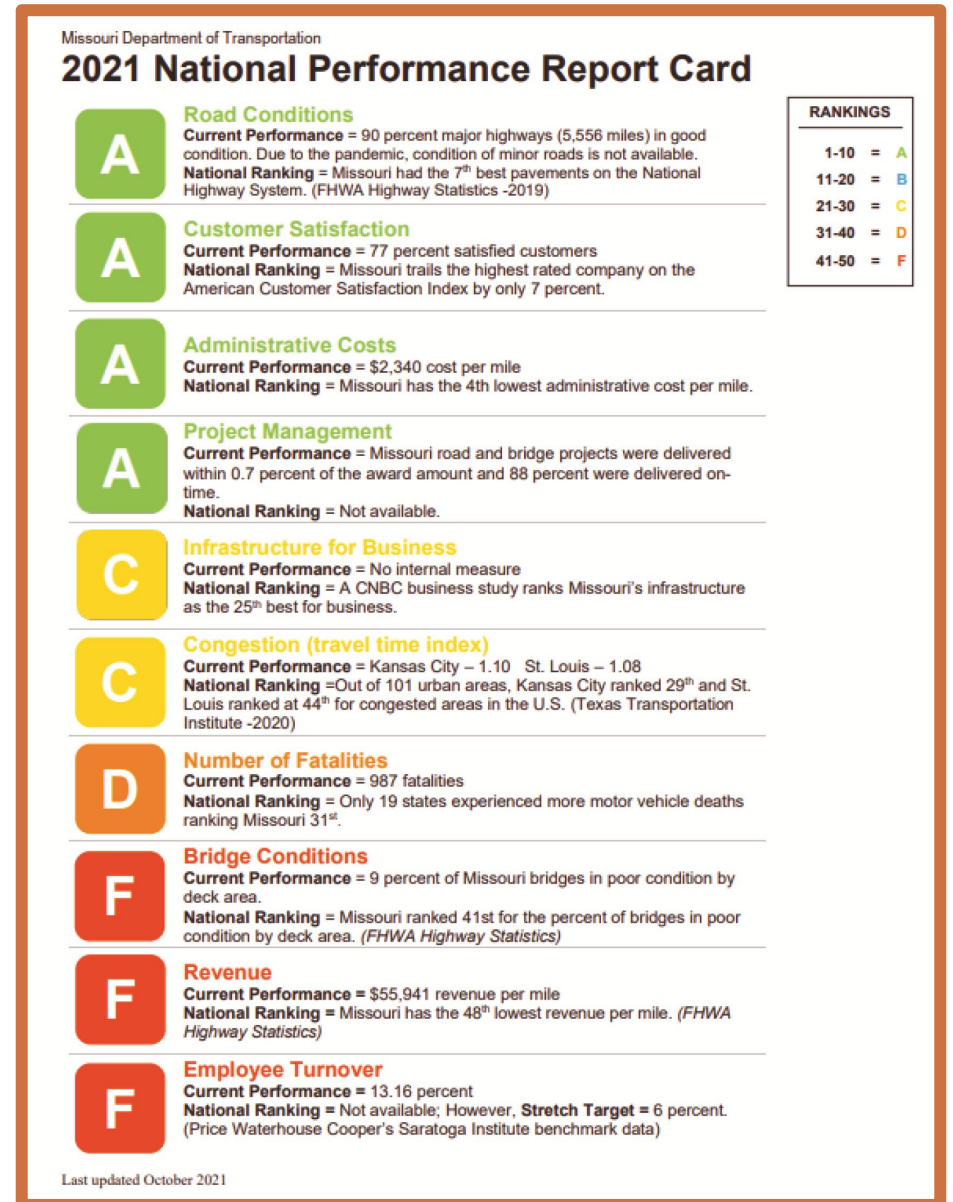 Missouri Department of Transportation
2021 National Performance Report Card
A
Road Conditions
Current Performance = 90 percent major highways (5,556 miles) in good
condition. Due to the pandemic, condition of minor roads is not available.
National Ranking = Missouri had the 7th best pavements on the National
Highway System. (FHWA Highway Statistics -2019)
RANKINGS
1-10 = A
11-20 = B
21-30 = C
31-40 = D
41-50 = F
A
Customer Satisfaction
Current Performance = 77 percent satisfied customers
National Ranking = Missouri trails the highest rated company on the
American Customer Satisfaction Index by only 7 percent.
A
Administrative Costs
Current Performance = $2,340 cost per mile
National Ranking = Missouri has the 4th lowest administrative cost per mile.
A
Project Management
Current Performance = Missouri road and bridge projects were delivered
within 0.7 percent of the award amount and 88 percent were delivered on-
time.
National Ranking = Not available.
C
Infrastructure for Business
Current Performance = No internal measure
National Ranking = A CNBC business study ranks Missouri's infrastructure
as the 25th best for business.
C
Congestion (travel time index)
Current Performance = Kansas City – 1.10 St. Louis – 1.08
National Ranking =Out of 101 urban areas, Kansas City ranked 29th and St.
Louis ranked at 44th for congested areas in the U.S. (Texas Transportation
Institute -2020)
D
Number of Fatalities
Current Performance = 987 fatalities
National Ranking = Only 19 states experienced more motor vehicle deaths
ranking Missouri 31st.
F
Bridge Conditions
Current Performance = 9 percent of Missouri bridges in poor condition by
deck area.
National Ranking = Missouri ranked 41st for the percent of bridges in poor
condition by deck area. (FHWA Highway Statistics)
F
Revenue
Current Performance = $55,941 revenue per mile
National Ranking = Missouri has the 48th lowest revenue per mile. (FHWA
Highway Statistics)
F
Employee Turnover
Current Performance = 13.16 percent
National Ranking = Not available; However, Stretch Target = 6 percent.
(Price Waterhouse Cooper's Saratoga Institute benchmark data)
Last updated October 2021